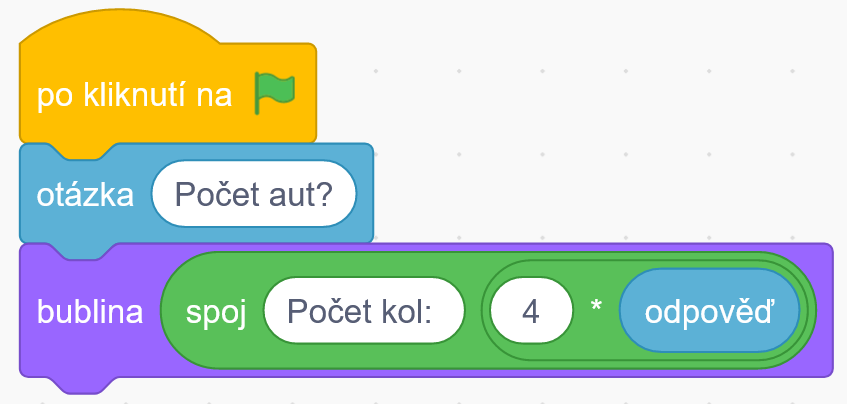 po kliknutí na
otázka Počet aut?
bublina spoj Počet kol: 4 * odpověď